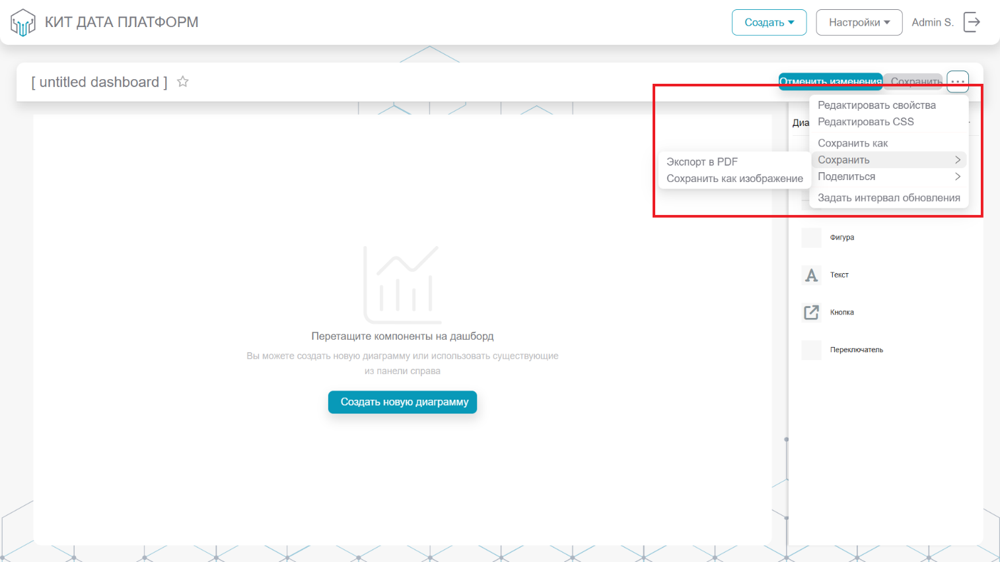 КИТ ДАТА ПЛАТФОРМ
Создать
Настройки
Admin S.
[ untitled dashboard ]
Отменить изменения
Сохранить
Редактировать свойства
Редактировать CSS
Сохранить как
Сохранить
Поделиться
Задать интервал обновления
Экспорт в PDF
Сохранить как изображение
Диа
Фигура
Текст
Кнопка
Переключатель
Перетащите компоненты на дашборд
Вы можете создать новую диаграмму или использовать существующие
из панели справа
Создать новую диаграмму